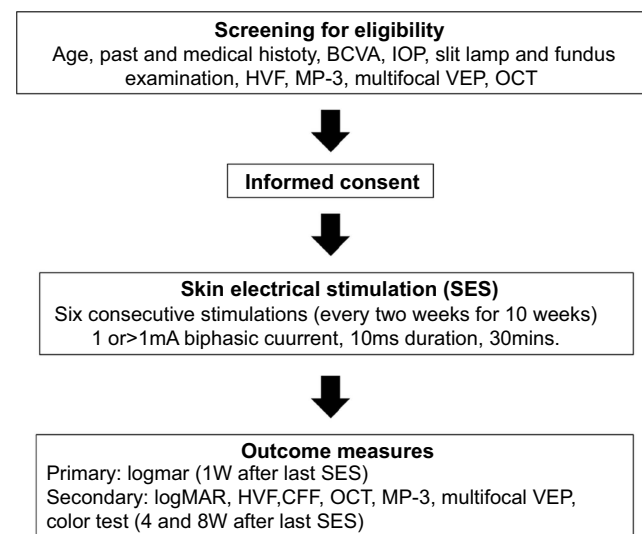 Screening for eligibility
Age, past and medical histoty, BCVA, IOP, slit lamp and fundus
examination, HVF, MP-3, multifocal VEP, OCT
Informed consent
Skin electrical stimulation (SES)
Six consecutive stimulations (every two weeks for 10 weeks)
1 or>1mA biphasic cuurrent, 10ms duration, 30mins.
Outcome measures
Primary: logmar (1W after last SES)
Secondary: logMAR, HVF,CFF, OCT, MP-3, multifocal VEP,
color test (4 and 8W after last SES)